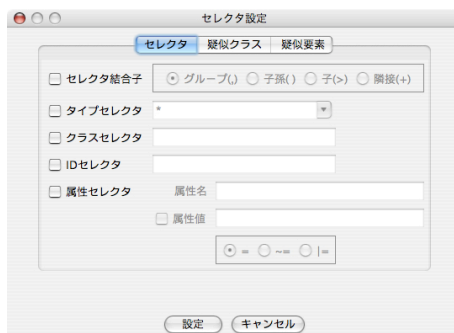 セレクタ設定
セレクタ 疑似クラス 疑似要素
セレクタ結合子 グループ(,) 子孫( ) 子(>) 隣接(+)
タイプセレクタ *
クラスセレクタ
IDセレクタ
属性セレクタ 属性名
属性値
= ~= |=
設定 キャンセル